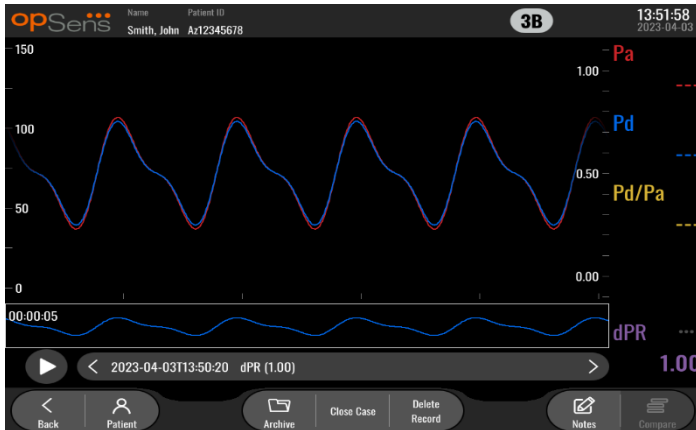 opSens
Name Patient ID
Smith, John Az12345678
3B
13:51:58
2023-04-03
150
100
50
0
1.00
0.50
0.00
Pa
---
Pd
---
Pd/Pa
---
00:00:05
dPR ---
1.00
< 2023-04-03T13:50:20 dPR (1.00) >
Back
Patient
Archive
Close Case
Delete
Record
Notes
Compare